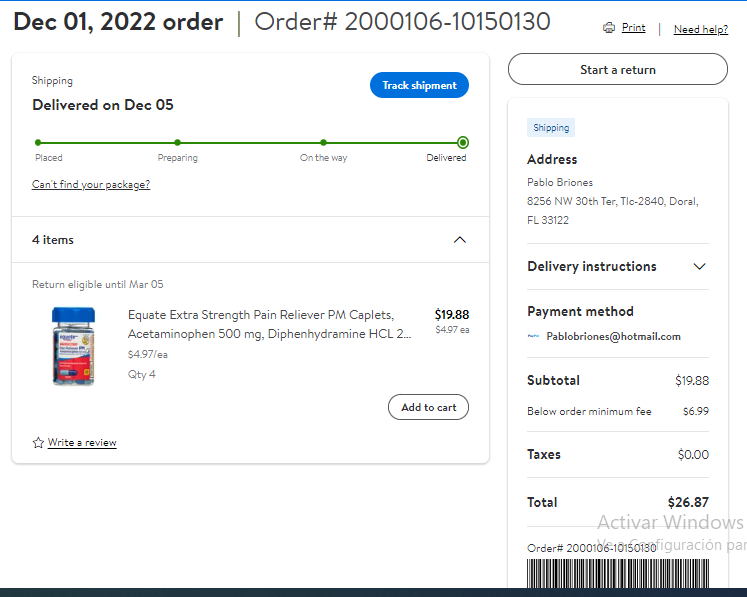 Dec 01, 2022 order | Order# 2000106-10150130
Print | Need help?
Shipping
Delivered on Dec 05
Track shipment
Placed Preparing On the way Delivered
Can't find your package?
4 items
Return eligible until Mar 05
equate
Equate Extra Strength Pain Reliever PM Caplets,
Acetaminophen 500 mg, Diphenhydramine HCL 2...
$4.97/ea
Qty 4
$19.88
$4.97 ea
Add to cart
Write a review
Start a return
Shipping
Address
Pablo Briones
8256 NW 30th Ter, Tlc-2840, Doral,
FL 33122
Delivery instructions
Payment method
Pablobriones@hotmail.com
Subtotal $19.88
Below order minimum fee $6.99
Taxes $0.00
Total $26.87
Activar Windows
Ve a Configuración par
Order# 2000106-10150130